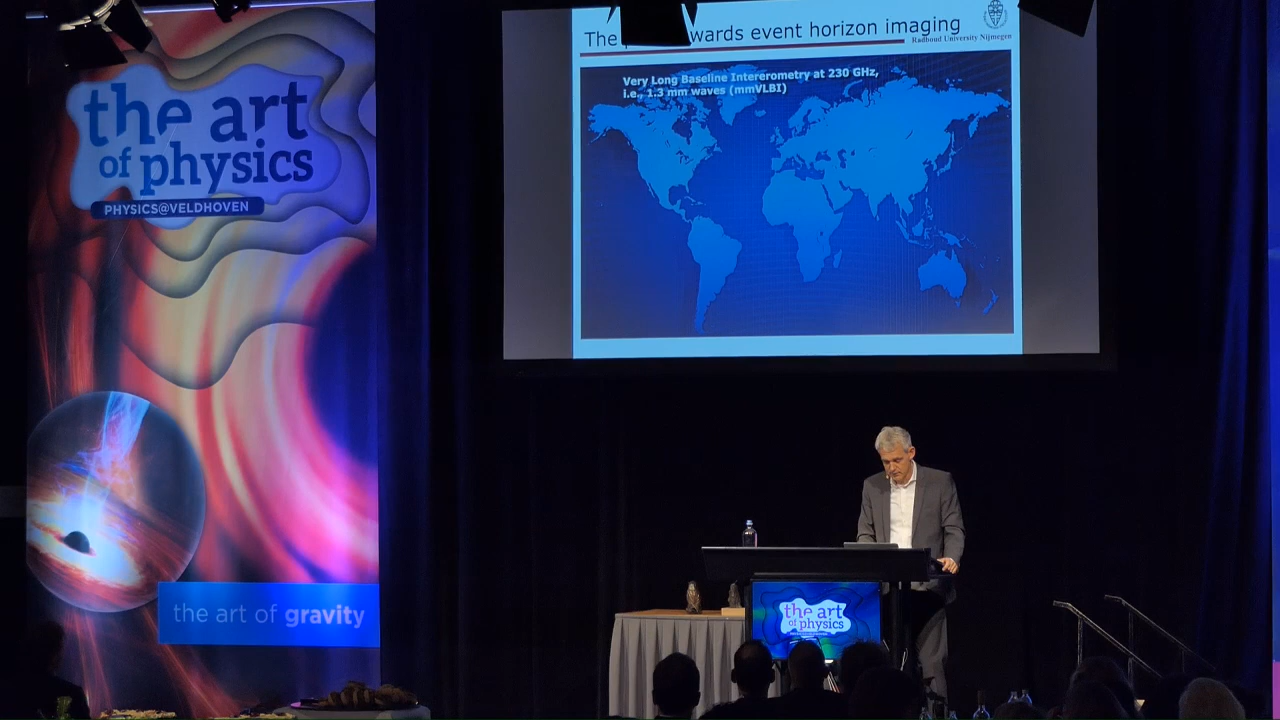 the art
of physics
PHYSICS@VELDHOVEN
the art of gravity
The wards event horizon imaging
Radboud University Nijmegen
Very Long Baseline Intererometry at 230 GHz,
i.e., 1.3 mm waves (mmVLBI)
the art
of physics